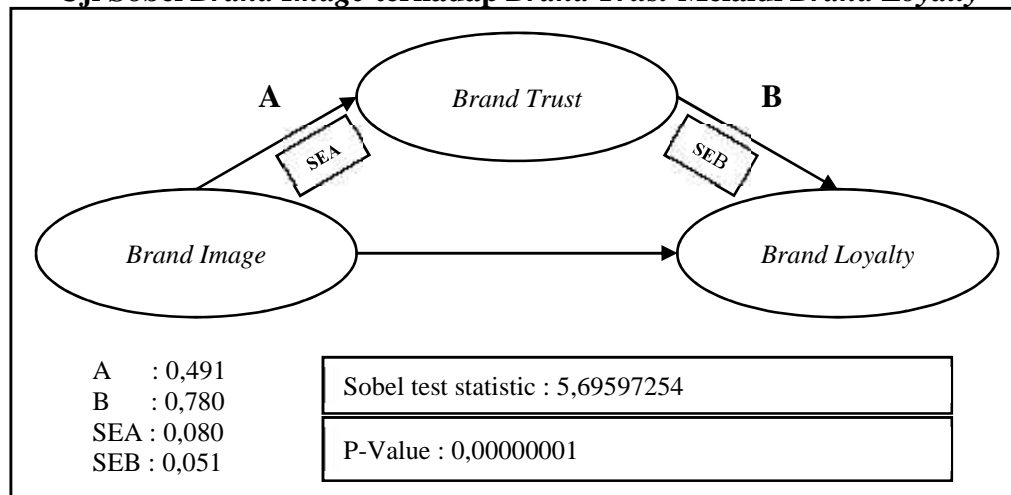 Uji Sobel Brand Image terhadap Brand Trust Melalui Brand Loyalty
A
Brand Trust
B
SEA
SEB
Brand Image
Brand Loyalty
A : 0,491
B : 0,780
SEA : 0,080
SEB : 0,051
Sobel test statistic : 5,69597254
P-Value : 0,00000001